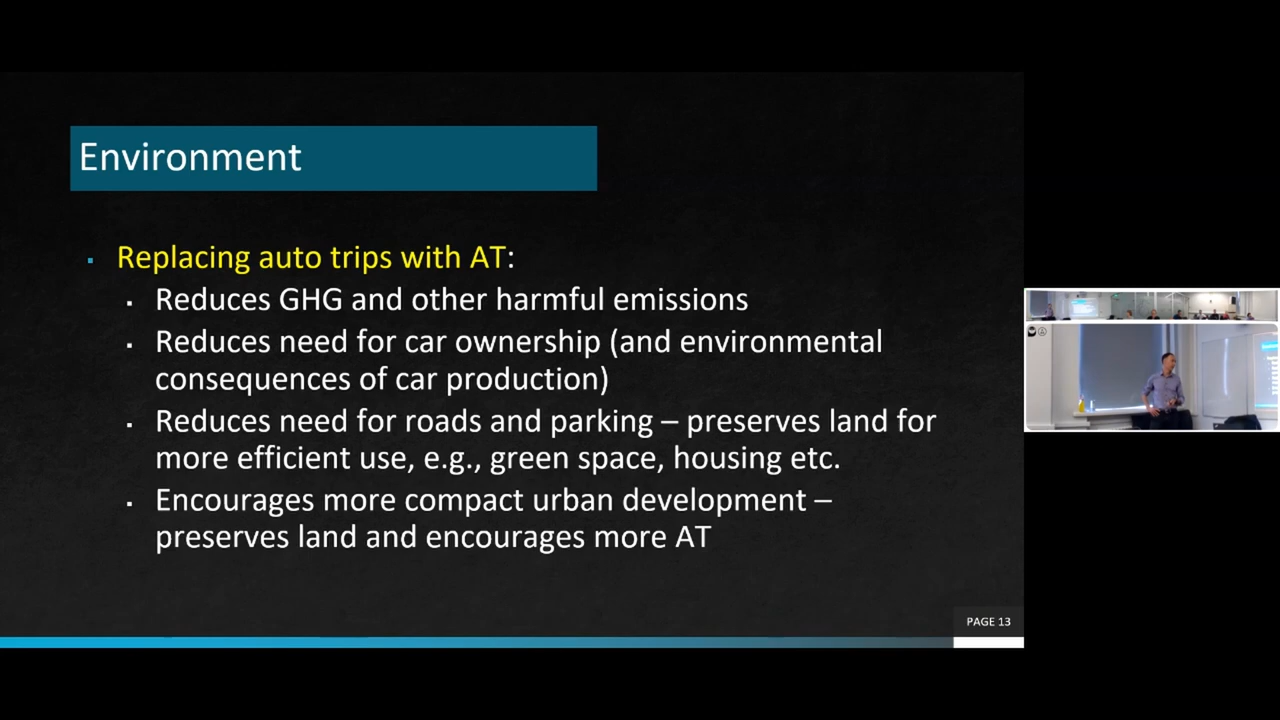 Environment
Replacing auto trips with AT:
Reduces GHG and other harmful emissions
Reduces need for car ownership (and environmental
consequences of car production)
Reduces need for roads and parking – preserves land for
more efficient use, e.g., green space, housing etc.
Encourages more compact urban development –
preserves land and encourages more AT
PAGE 13